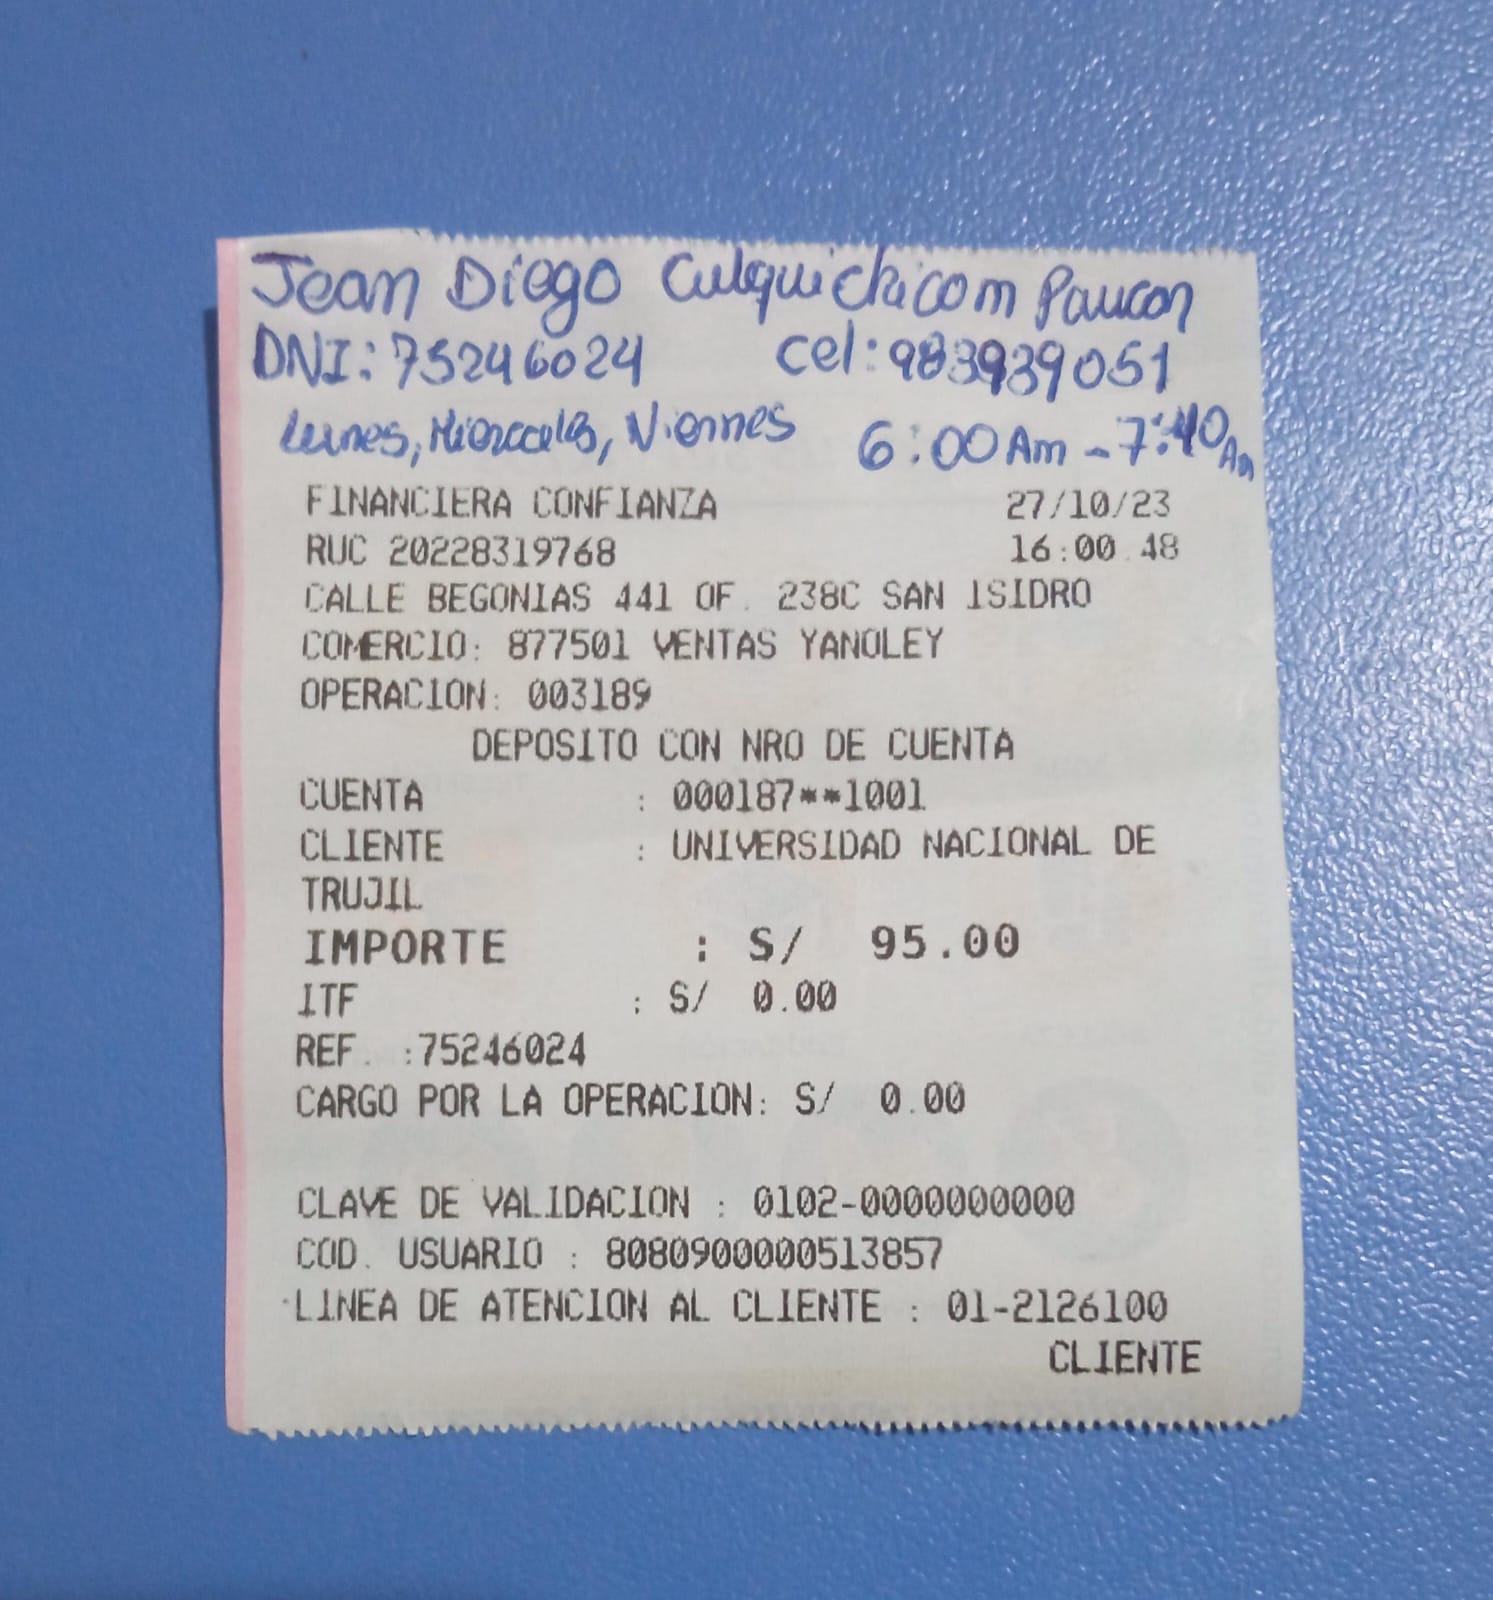 Jean Diego Culquichicom Paucar
DNI: 75246024 Cel: 983939051
Lunes, Miercoles, Viernes 6:00 Am - 7:40 Am
FINANCIERA CONFIANZA 27/10/23
RUC 20228319768 16:00.48
CALLE BEGONIAS 441 OF. 238C SAN ISIDRO
COMERCIO: 877501 VENTAS YANOLEY
OPERACION: 003189
DEPOSITO CON NRO DE CUENTA
CUENTA : 000187**1001
CLIENTE : UNIVERSIDAD NACIONAL DE
TRUJIL
IMPORTE : S/ 95.00
ITF : S/ 0.00
REF. :75246024
CARGO POR LA OPERACION: S/ 0.00
CLAVE DE VALIDACION : 0102-0000000000
COD. USUARIO : 8080900000513857
LINEA DE ATENCION AL CLIENTE : 01-2126100
CLIENTE